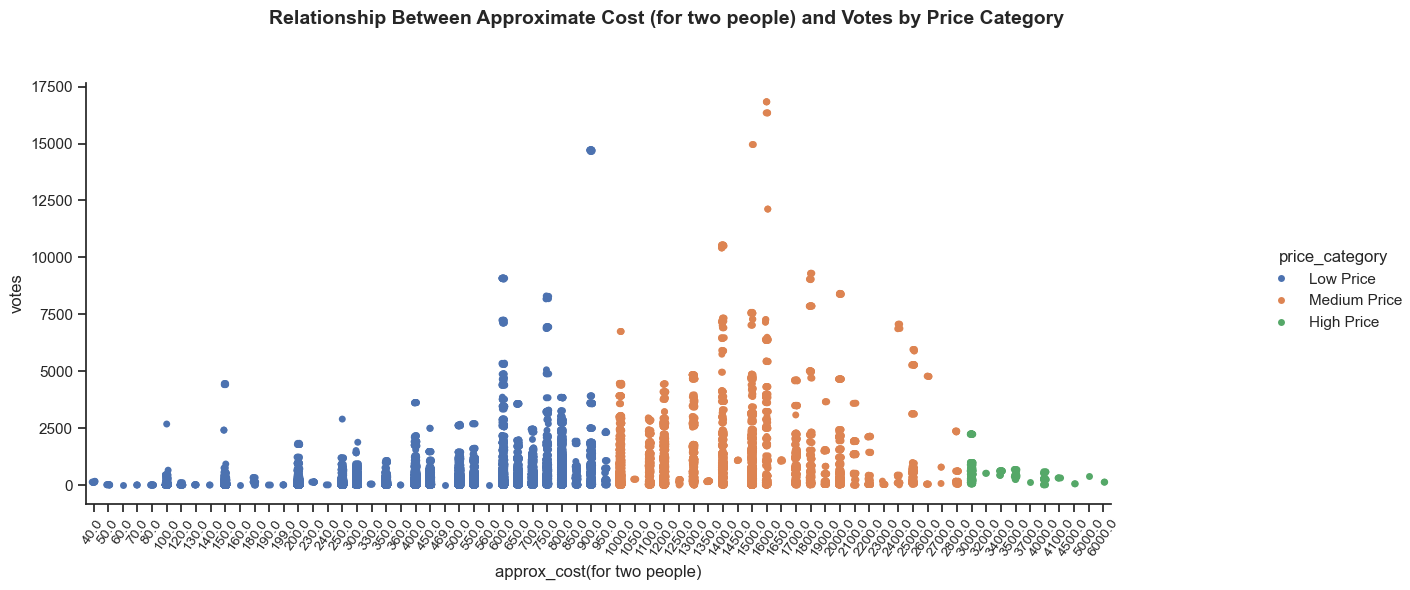 Relationship Between Approximate Cost (for two people) and Votes by Price Category
17500
15000
12500
10000
7500
5000
2500
0
votes
40.0 50.0 60.0 70.0 80.0 100.0 120.0 130.0 140.0 150.0 160.0 180.0 190.0 199.0 200.0 230.0 240.0 250.0 300.0 330.0 350.0 360.0 400.0 450.0 469.0 500.0 550.0 560.0 600.0 650.0 700.0 750.0 800.0 850.0 900.0 950.0 1000.0 1050.0 1100.0 1200.0 1250.0 1300.0 1350.0 1400.0 1450.0 1500.0 1600.0 1650.0 1700.0 1800.0 1900.0 2000.0 2100.0 2200.0 2300.0 2400.0 2500.0 2600.0 2700.0 2800.0 3000.0 3200.0 3400.0 3500.0 3700.0 4000.0 4100.0 4500.0 5000.0 6000.0
approx_cost(for two people)
price_category
Low Price
Medium Price
High Price